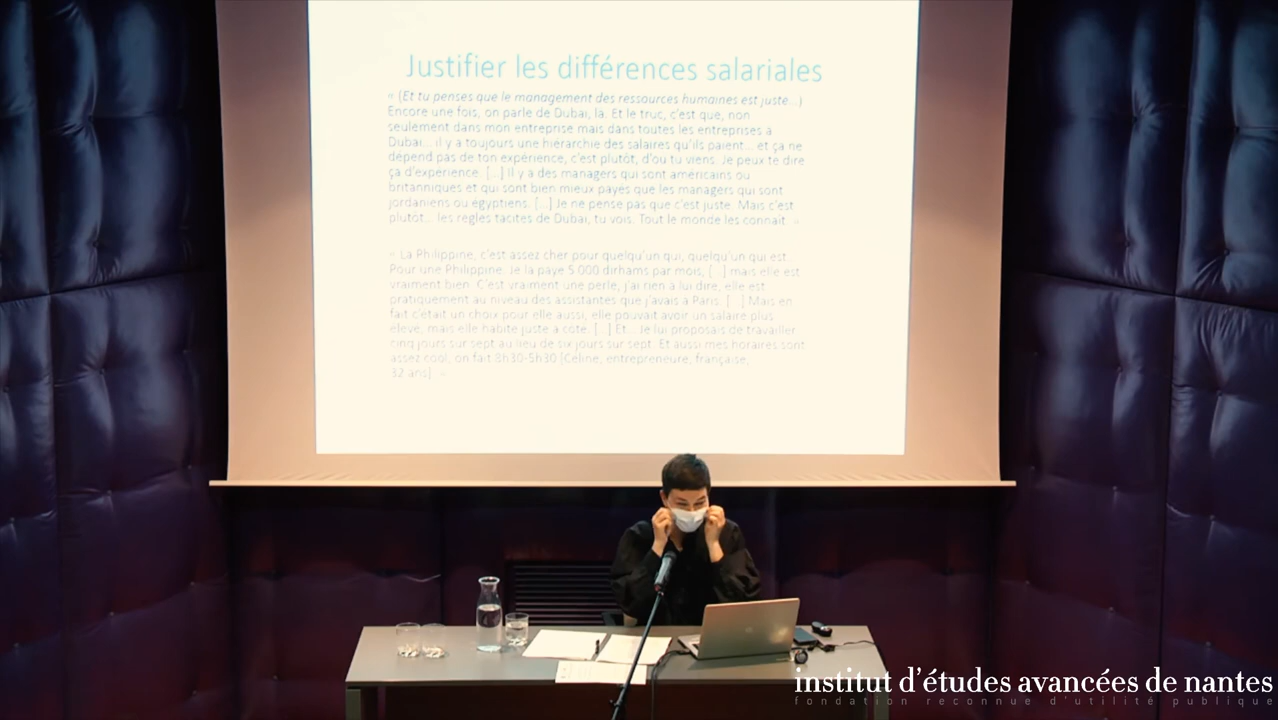 Justifier les différences salariales
« (Et tu penses que le management des ressources humaines est juste...)
Encore une fois, on parle de Dubai, là. Et le truc, c'est que, non
seulement dans mon entreprise mais dans toutes les entreprises à
Dubai... il y a toujours une hiérarchie des salaires qu'ils paient... et ça ne
dépend pas de ton expérience, c'est plutôt, d'où tu viens. Je peux te dire
ça d'expérience. [...] Il y a des managers qui sont américains ou
britanniques et qui sont bien mieux payés que les managers qui sont
jordaniens ou égyptiens. [...] Je ne pense pas que c'est juste. Mais c'est
plutôt... les règles tacites de Dubai, tu vois. Tout le monde les connaît. »
« La Philippine, c'est assez cher pour quelqu'un qui, quelqu'un qui est.
Pour une Philippine. Je la paye 5 000 dirhams par mois, [...] mais elle est
vraiment bien. C'est vraiment une perle, j'ai rien à lui dire, elle est
pratiquement au niveau des assistantes que j'avais à Paris. [...] Mais en
fait c'était un choix pour elle aussi, elle pouvait avoir un salaire plus
élevé, mais elle habite juste à côté. [...] Et... Je lui proposais de travailler
cinq jours sur sept au lieu de six jours sur sept. Et aussi mes horaires sont
assez cool, on fait 8h30-5h30 [Céline, entrepreneure, française,
32 ans] »
institut d'études avancées de nantes
fondation reconnue d'utilité publique